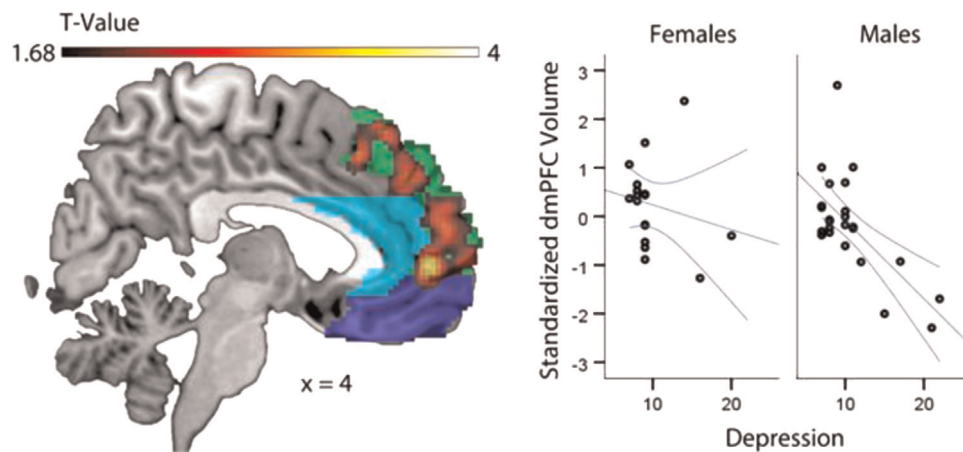 T-Value
1.68 4
x = 4
Females Males
Standardized dmPFC Volume
3
2
1
0
-1
-2
-3
10 20 10 20
Depression